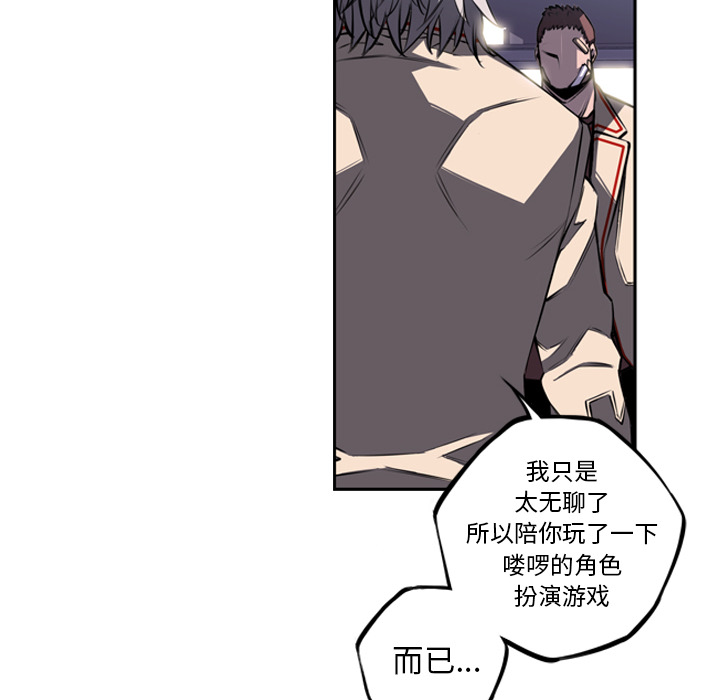 我只是
太无聊了
所以陪你玩了一下
喽啰的角色
扮演游戏
而已...